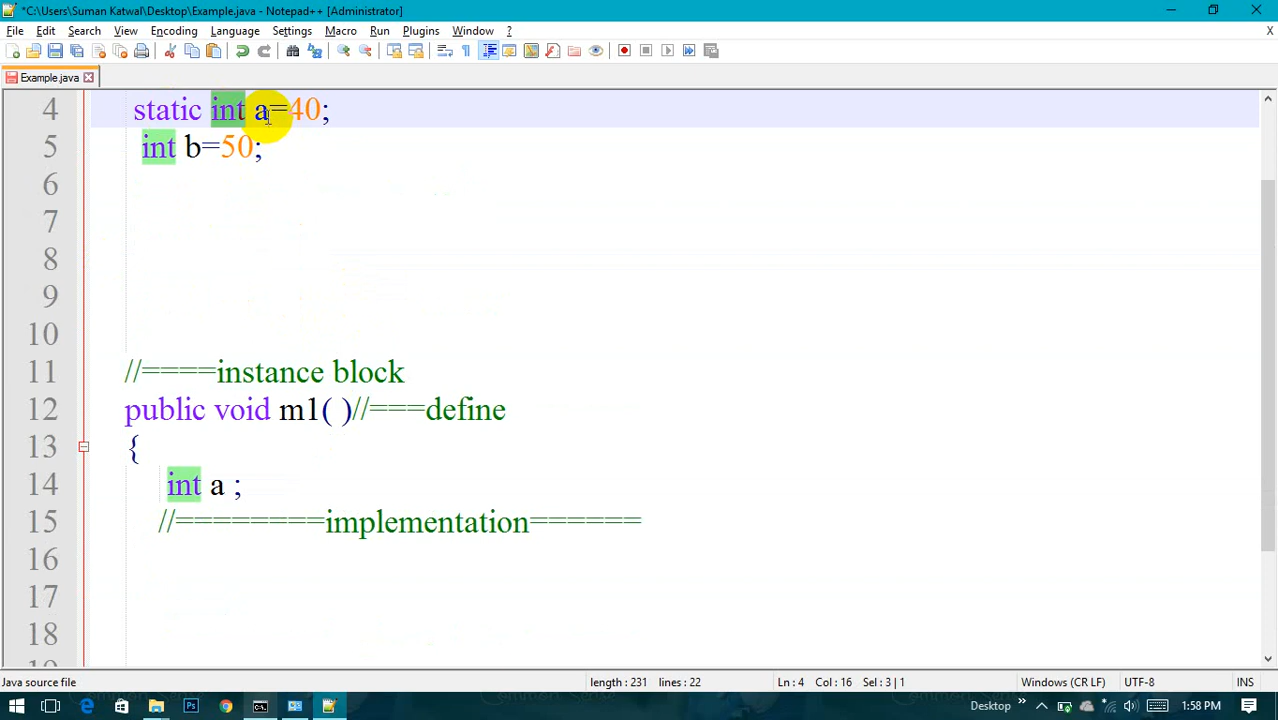 *C:\Users\Suman Katwal\Desktop\Example.java - Notepad++ [Administrator]
File Edit Search View Encoding Language Settings Macro Run Plugins Window ? X
Example.java
4 static int a=40;
5 int b=50;
6
7
8
9
10
11 //====instance block
12 public void m1( )//===define
13 {
14 int a ;
15 //========implementation======
16
17
18
Java source file length : 231 lines : 22 Ln : 4 Col : 16 Sel : 3 | 1 Windows (CR LF) UTF-8 INS
Desktop » 1:58 PM